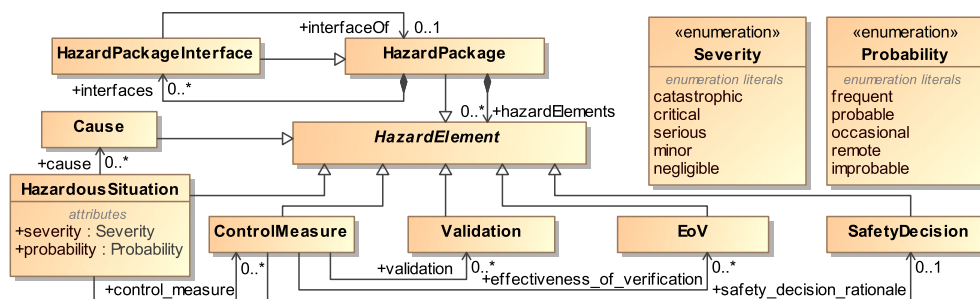 +interfaceOf
0..1
HazardPackageInterface
HazardPackage
+interfaces
0..*
0..*
+hazardElements
«enumeration»
Severity
enumeration literals
catastrophic
critical
serious
minor
negligible
«enumeration»
Probability
enumeration literals
frequent
probable
occasional
remote
improbable
Cause
HazardElement
+cause
0..*
HazardousSituation
attributes
+severity : Severity
+probability : Probability
ControlMeasure
Validation
EoV
SafetyDecision
+control_measure
0..*
+validation
0..*
+effectiveness_of_verification
0..*
+safety_decision_rationale
0..1